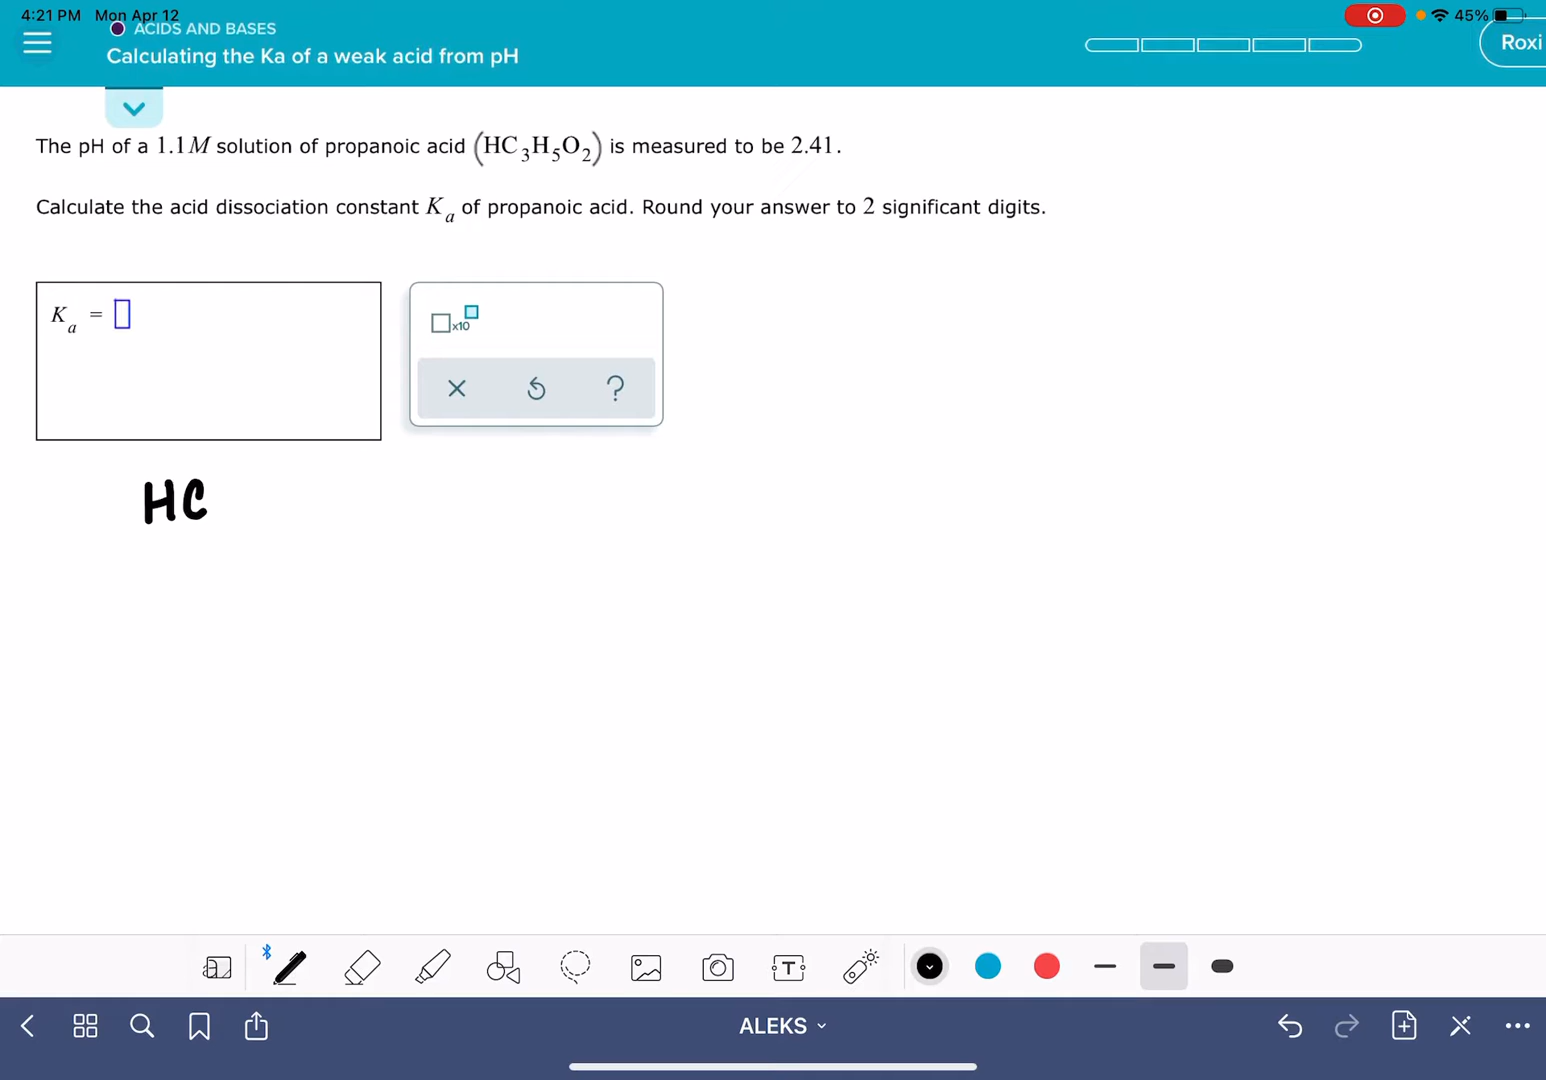 4:21 PM Mon Apr 12
45%
ACIDS AND BASES
Calculating the Ka of a weak acid from pH
Roxi
The pH of a 1.1 M solution of propanoic acid (HC₃H₅O₂) is measured to be 2.41.
Calculate the acid dissociation constant Kₐ of propanoic acid. Round your answer to 2 significant digits.
Kₐ = □
□x10□
?
HC
a
T
ALEKS